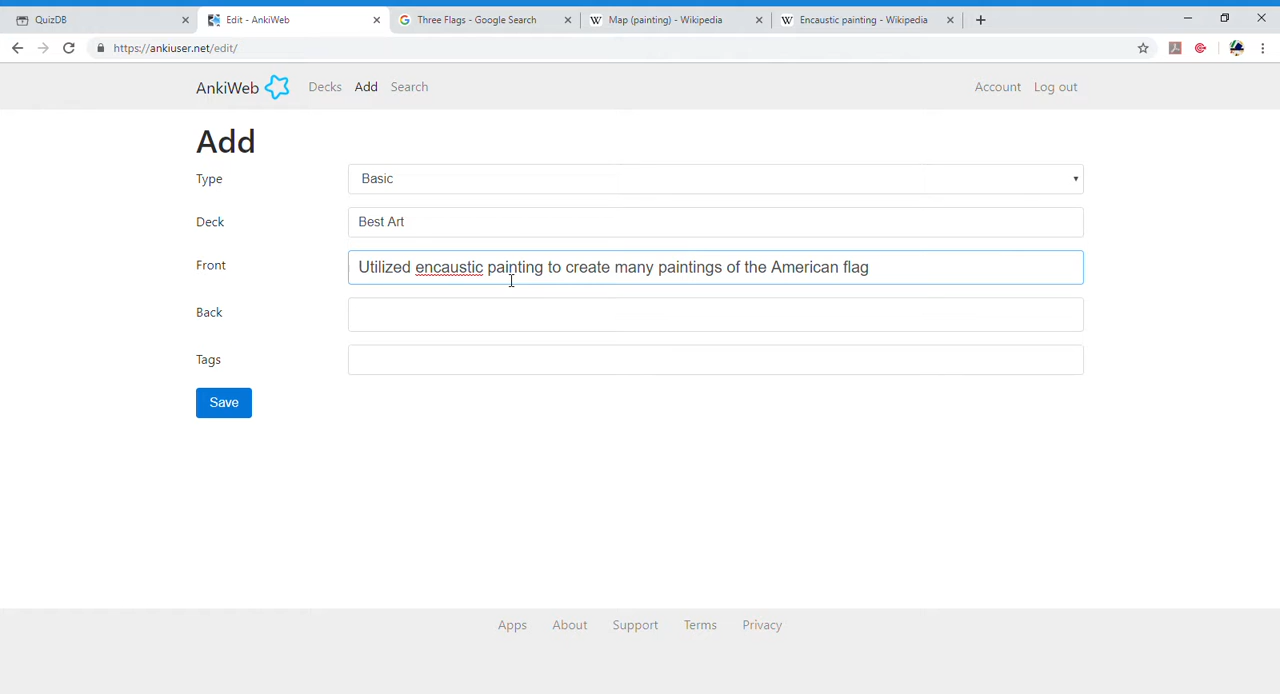 QuizDB
Edit - AnkiWeb
Three Flags - Google Search
Map (painting) - Wikipedia
Encaustic painting - Wikipedia
https://ankiuser.net/edit/
AnkiWeb Decks Add Search Account Log out
Add
Type Basic
Deck Best Art
Front Utilized encaustic painting to create many paintings of the American flag
Back
Tags
Save
Apps About Support Terms Privacy